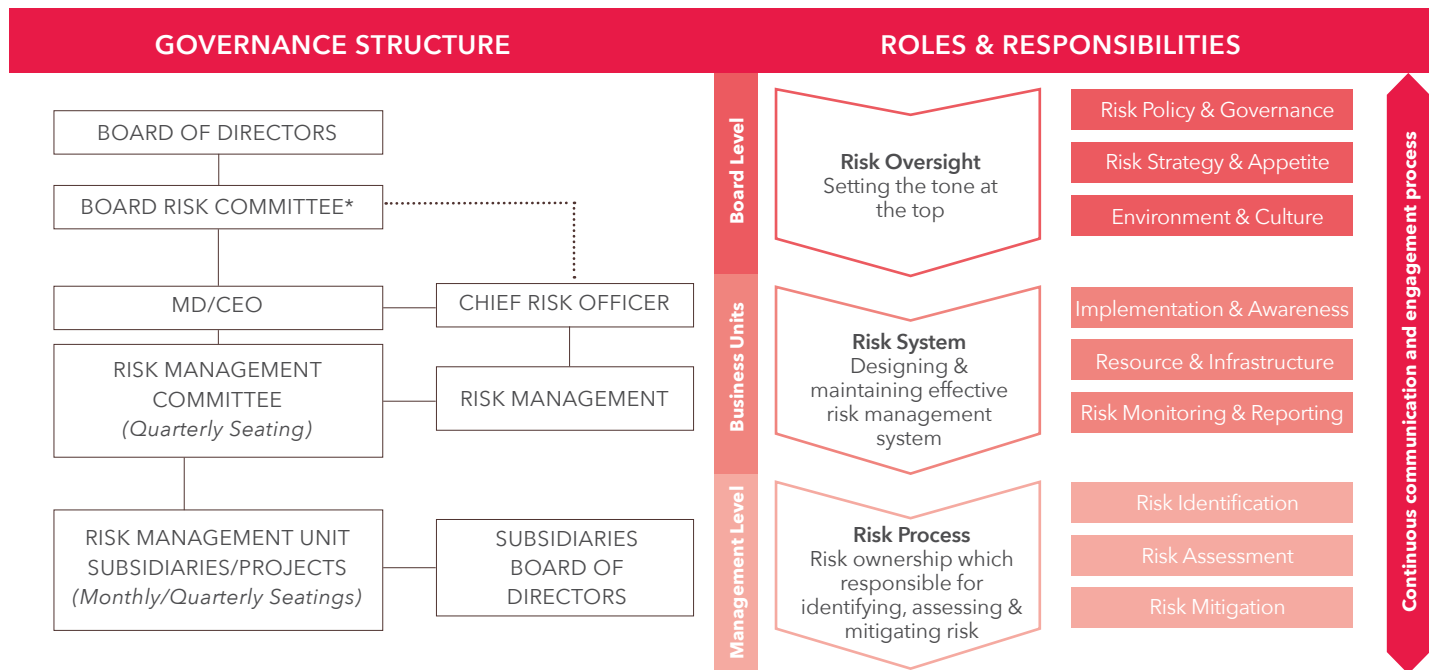 GOVERNANCE STRUCTURE
ROLES & RESPONSIBILITIES
BOARD OF DIRECTORS
BOARD RISK COMMITTEE*
MD/CEO
CHIEF RISK OFFICER
RISK MANAGEMENT
COMMITTEE
(Quarterly Seating)
RISK MANAGEMENT
RISK MANAGEMENT UNIT
SUBSIDIARIES/PROJECTS
(Monthly/Quarterly Seatings)
SUBSIDIARIES
BOARD OF
DIRECTORS
Board Level
Risk Oversight
Setting the tone at
the top
Risk Policy & Governance
Risk Strategy & Appetite
Environment & Culture
Business Units
Risk System
Designing &
maintaining effective
risk management
system
Implementation & Awareness
Resource & Infrastructure
Risk Monitoring & Reporting
Management Level
Risk Process
Risk ownership which
responsible for
identifying, assessing &
mitigating risk
Risk Identification
Risk Assessment
Risk Mitigation
Continuous communication and engagement process